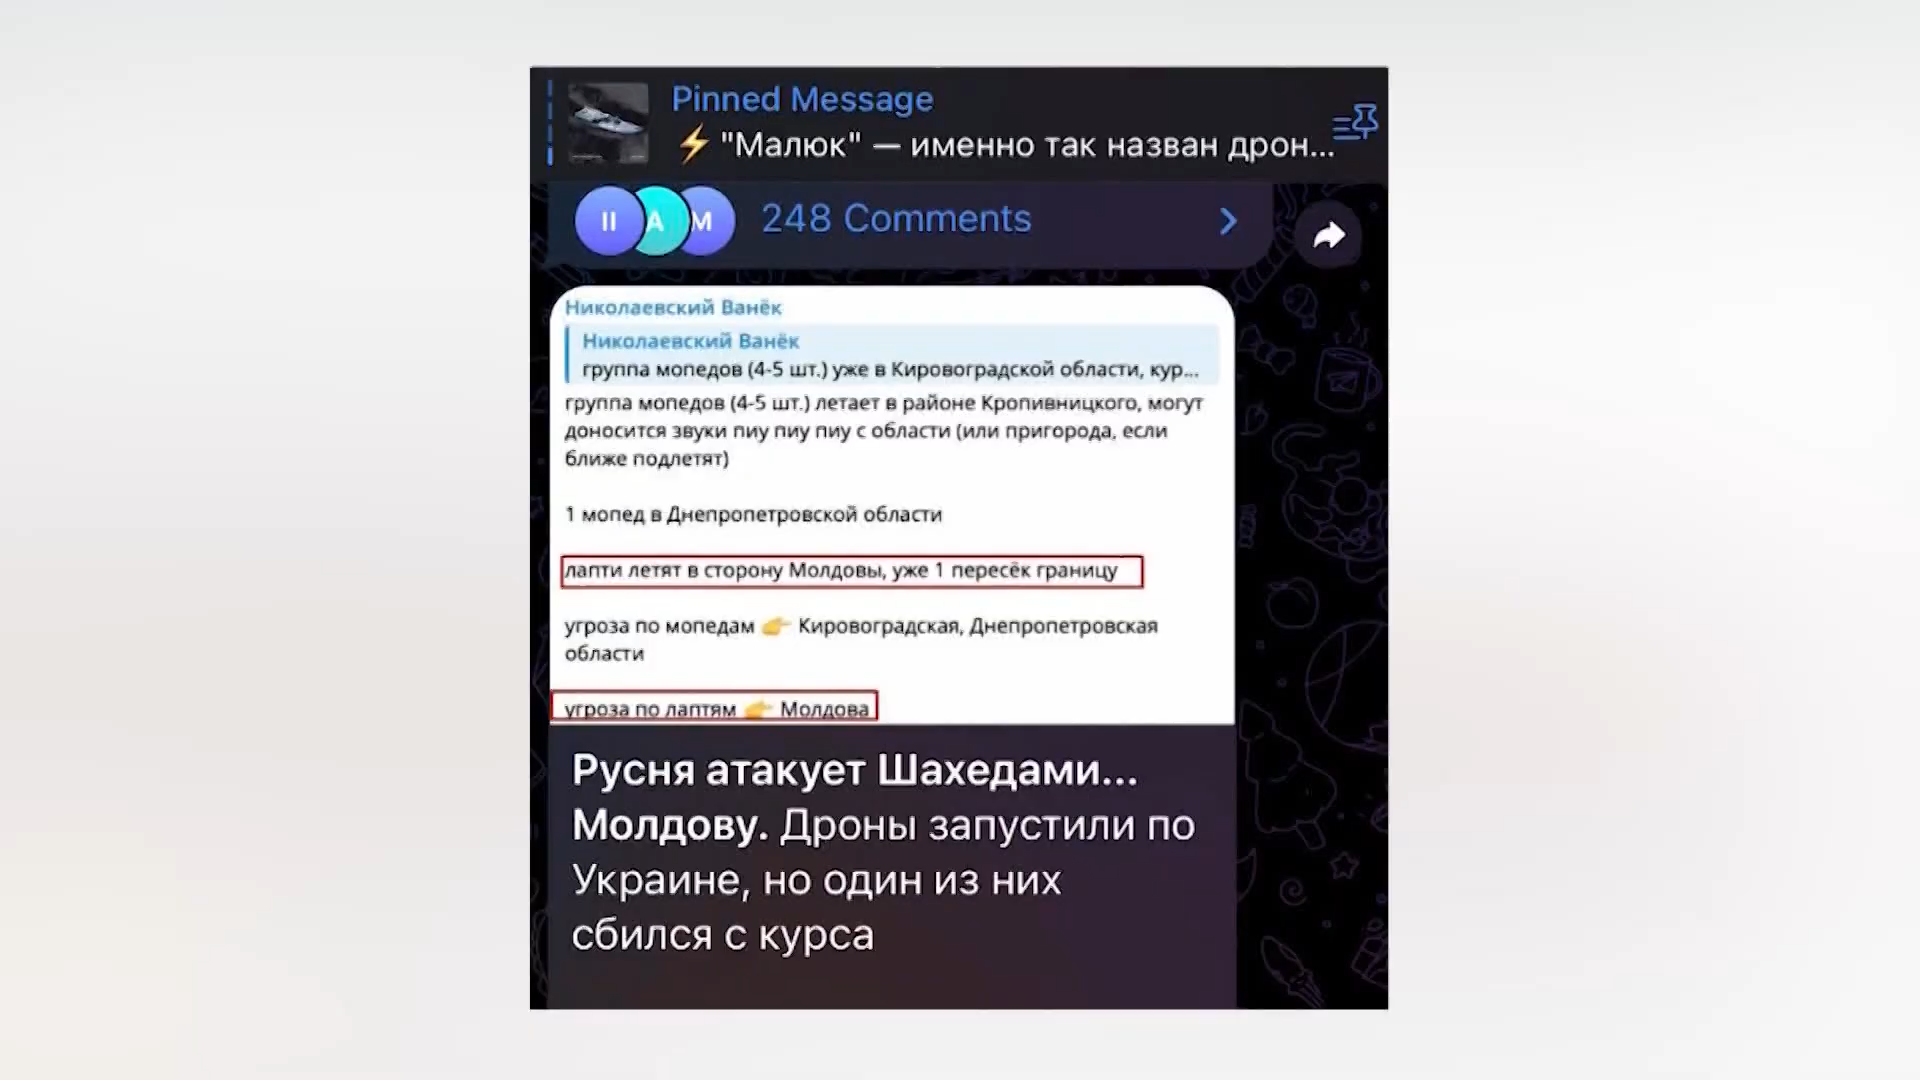 Pinned Message
⚡ "Малюк" — именно так назван дрон...
II A M 248 Comments
Николаевский Ванёк
Николаевский Ванёк
группа мопедов (4-5 шт.) уже в Кировоградской области, кур...
группа мопедов (4-5 шт.) летает в районе Кропивницкого, могут
доносится звуки пиу пиу пиу с области (или пригорода, если
ближе подлетят)
1 мопед в Днепропетровской области
лапти летят в сторону Молдовы, уже 1 пересёк границу
угроза по мопедам 👉 Кировоградская, Днепропетровская
области
угроза по лаптям 👉 Молдова
Русня атакует Шахедами...
Молдову. Дроны запустили по
Украине, но один из них
сбился с курса